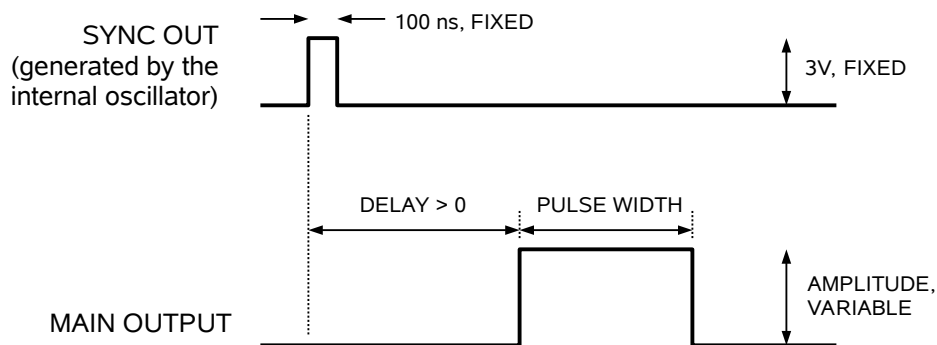 100 ns, FIXED
SYNC OUT
(generated by the
internal oscillator)
3V, FIXED
DELAY > 0
PULSE WIDTH
AMPLITUDE,
VARIABLE
MAIN OUTPUT